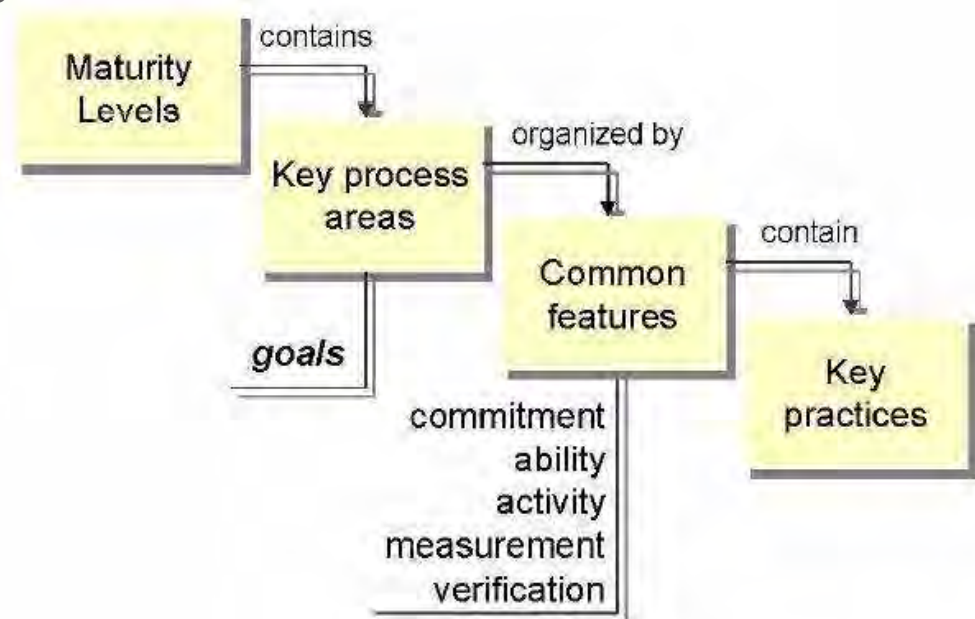 contains
Maturity
Levels
organized by
Key process
areas
contain
Common
features
goals
Key
practices
commitment
ability
activity
measurement
verification